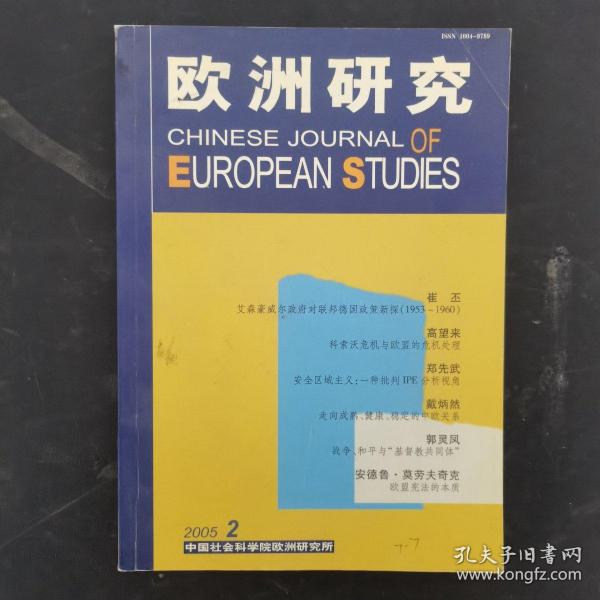 ISSN 1004-9789
欧洲研究
CHINESE JOURNAL OF
EUROPEAN STUDIES
崔 丕
艾森豪威尔政府对联邦德国政策新探(1953-1960)
高望来
科索沃危机与欧盟的危机处理
郑先武
安全区域主义:一种批判IPE分析视角
戴炳然
走向成熟、健康、稳定的中欧关系
郭灵凤
战争、和平与“基督教共同体”
安德鲁·莫劳夫奇克
欧盟宪法的本质
2005 2
中国社会科学院欧洲研究所
7-7
孔夫子旧书网
www.kongfz.com